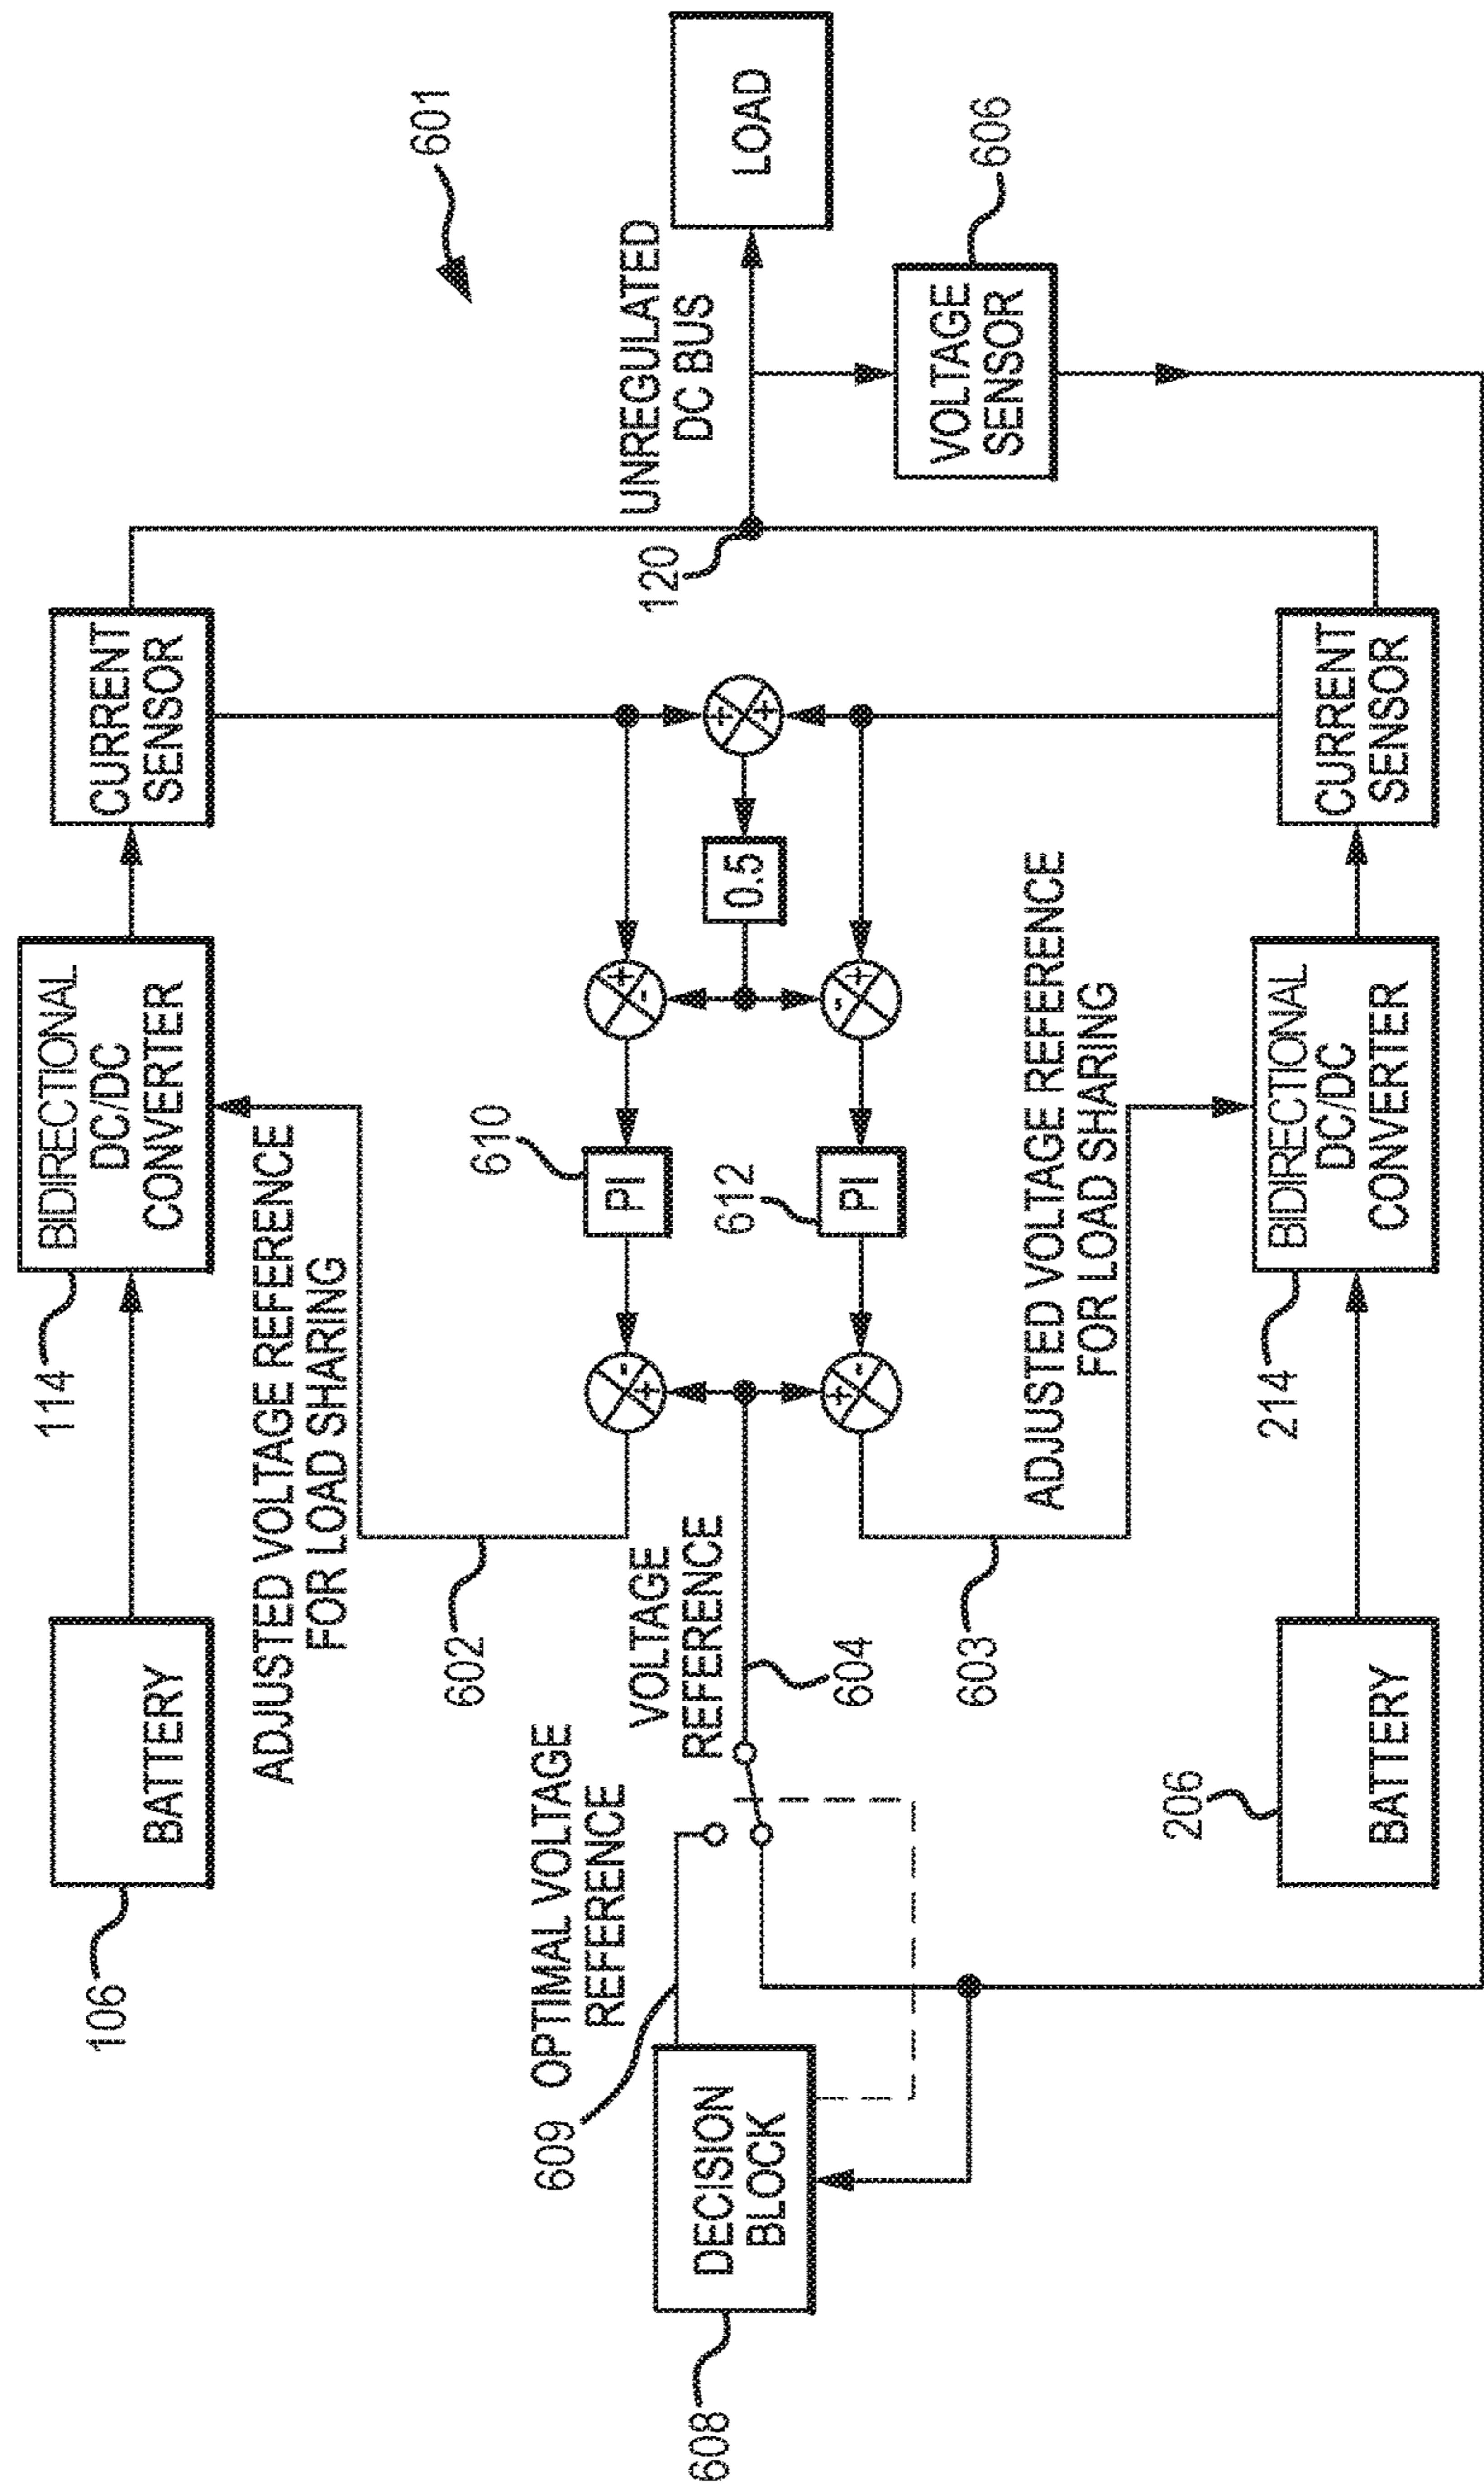 601
106
BATTERY
114
BIDIRECTIONAL
DC/DC
CONVERTER
CURRENT
SENSOR
ADJUSTED VOLTAGE REFERENCE
FOR LOAD SHARING
602
610
PI
+
-
-
+
609
OPTIMAL VOLTAGE
REFERENCE
VOLTAGE
REFERENCE
604
608
DECISION
BLOCK
0.5
+
+
120
UNREGULATED
DC BUS
LOAD
612
PI
+
-
-
+
VOLTAGE
SENSOR
606
603
ADJUSTED VOLTAGE REFERENCE
FOR LOAD SHARING
206
BATTERY
214
BIDIRECTIONAL
DC/DC
CONVERTER
CURRENT
SENSOR